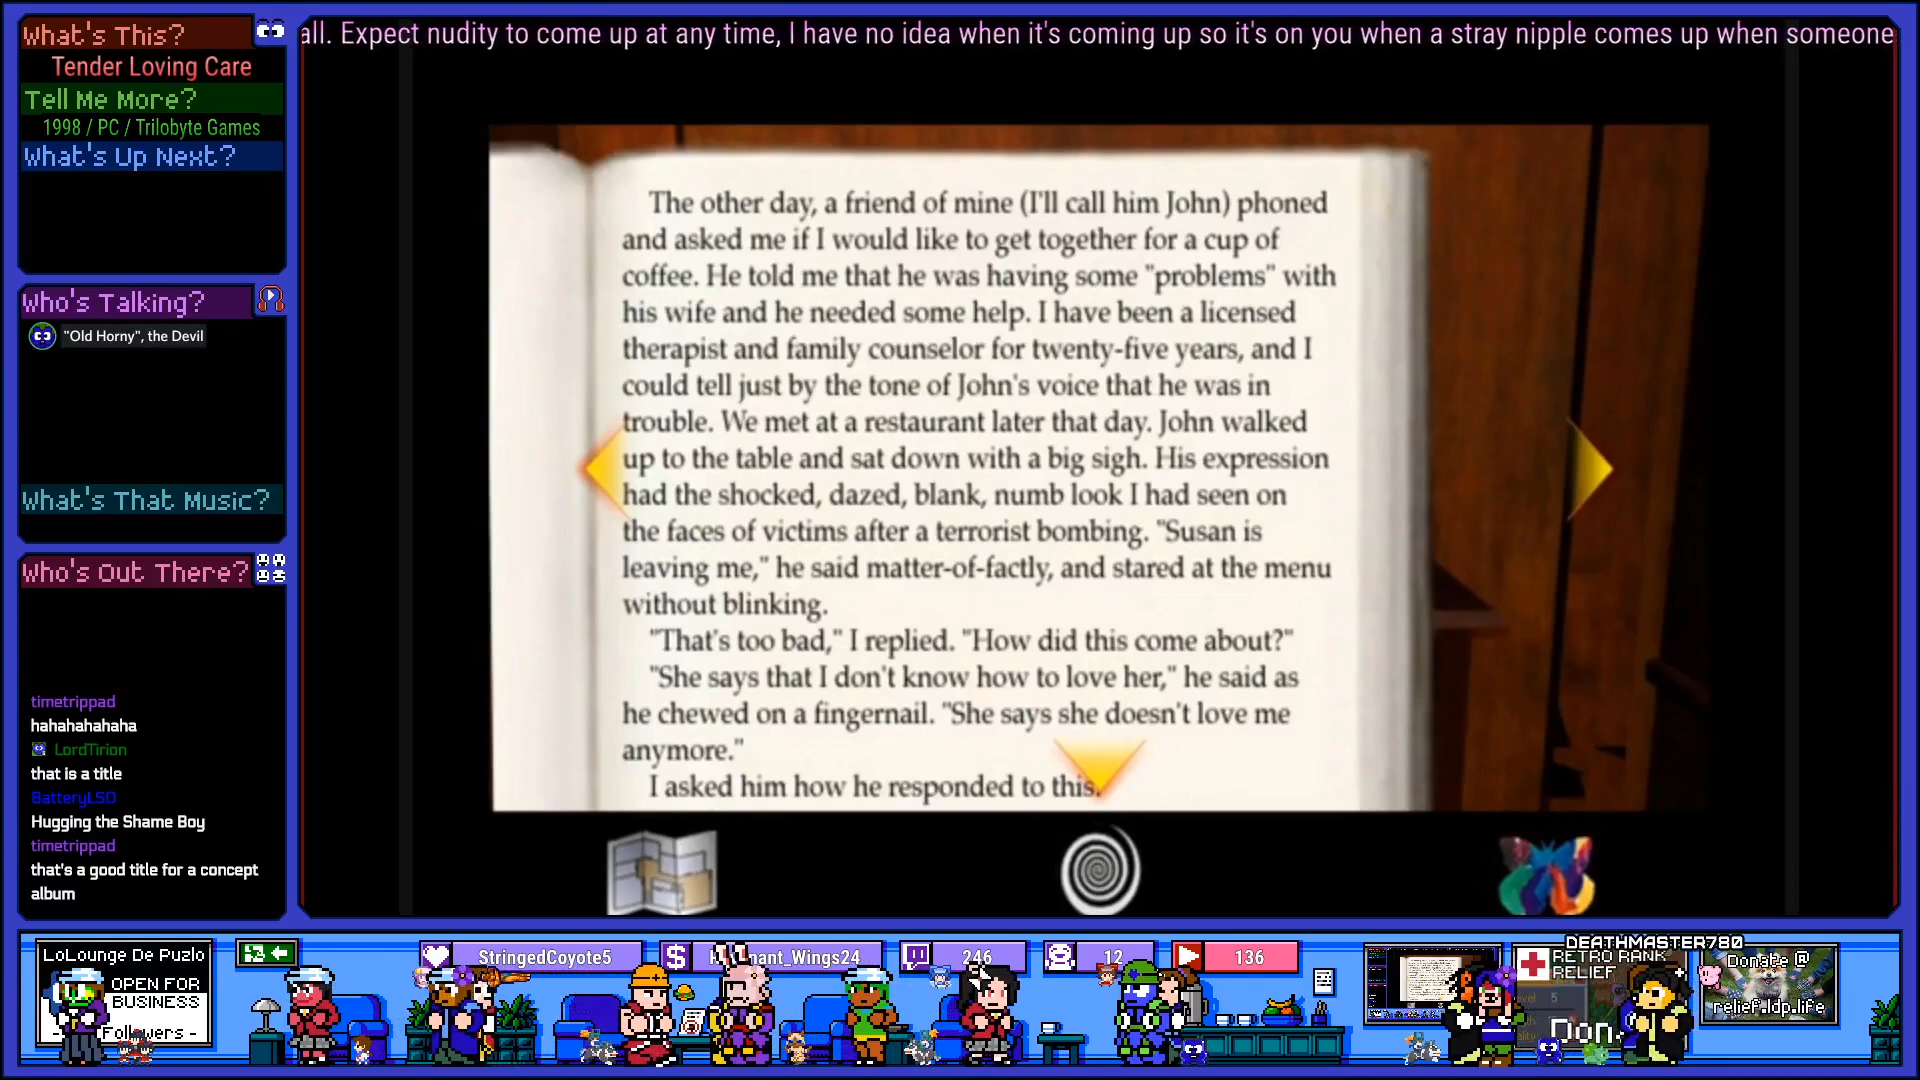 What's This?
Tender Loving Care
Tell Me More?
1998 / PC / Trilobyte Games
What's Up Next?
Who's Talking?
"Old Horny", the Devil
What's That Music?
Who's Out There?
timetrippad
hahahahahaha
LordTirion
that is a title
BatteryLSD
Hugging the Shame Boy
timetrippad
that's a good title for a concept
album
all. Expect nudity to come up at any time, I have no idea when it's coming up so it's on you when a stray nipple comes up when someone
The other day, a friend of mine (I'll call him John) phoned
and asked me if I would like to get together for a cup of
coffee. He told me that he was having some "problems" with
his wife and he needed some help. I have been a licensed
therapist and family counselor for twenty-five years, and I
could tell just by the tone of John's voice that he was in
trouble. We met at a restaurant later that day. John walked
up to the table and sat down with a big sigh. His expression
had the shocked, dazed, blank, numb look I had seen on
the faces of victims after a terrorist bombing. "Susan is
leaving me," he said matter-of-factly, and stared at the menu
without blinking.
"That's too bad," I replied. "How did this come about?"
"She says that I don't know how to love her," he said as
he chewed on a fingernail. "She says she doesn't love me
anymore."
I asked him how he responded to this.
LoLounge De Puzlo
OPEN FOR
BUSINESS
- Followers -
StringedCoyote5
nant_Wings24
246
12
136
DEATHMASTER780
RETRO RANK
RELIEF
Don
Donate @
relief.ldp.life